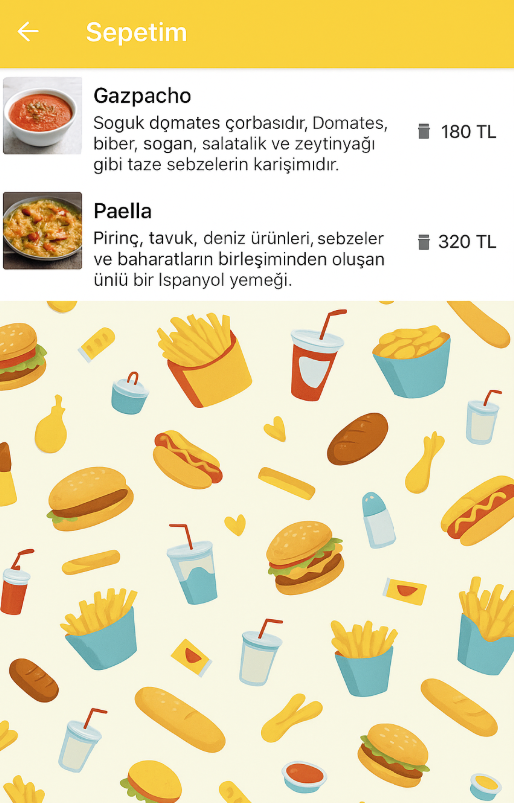 Sepetim
Gazpacho
Soguk domates çorbasıdır, Domates,
biber, sogan, salatalik ve zeytinyağı
gibi taze sebzelerin karişimıdır.
180 TL
Paella
Pirinç, tavuk, deniz ürünleri, sebzeler
ve baharatların birleşiminden oluşan
ünlü bir Ispanyol yemeği.
320 TL